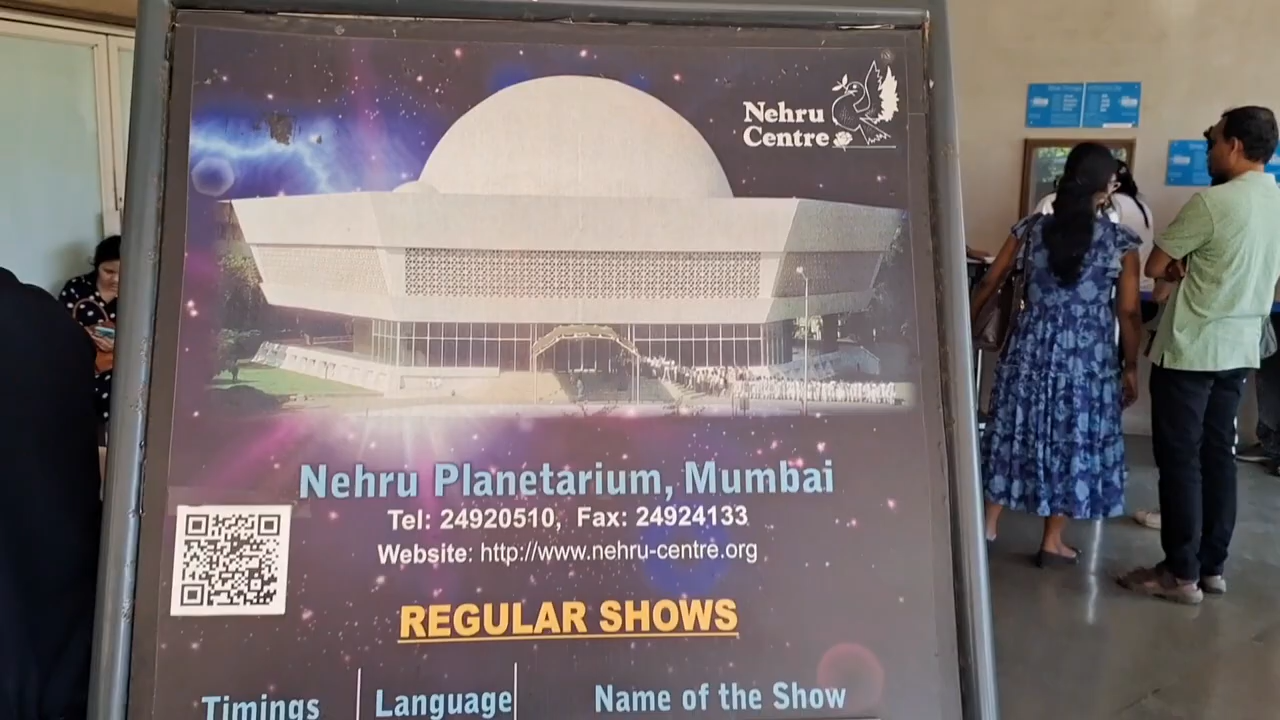 Nehru
Centre
Nehru Planetarium, Mumbai
Tel: 24920510, Fax: 24924133
Website: http://www.nehru-centre.org
REGULAR SHOWS
Timings Language Name of the Show